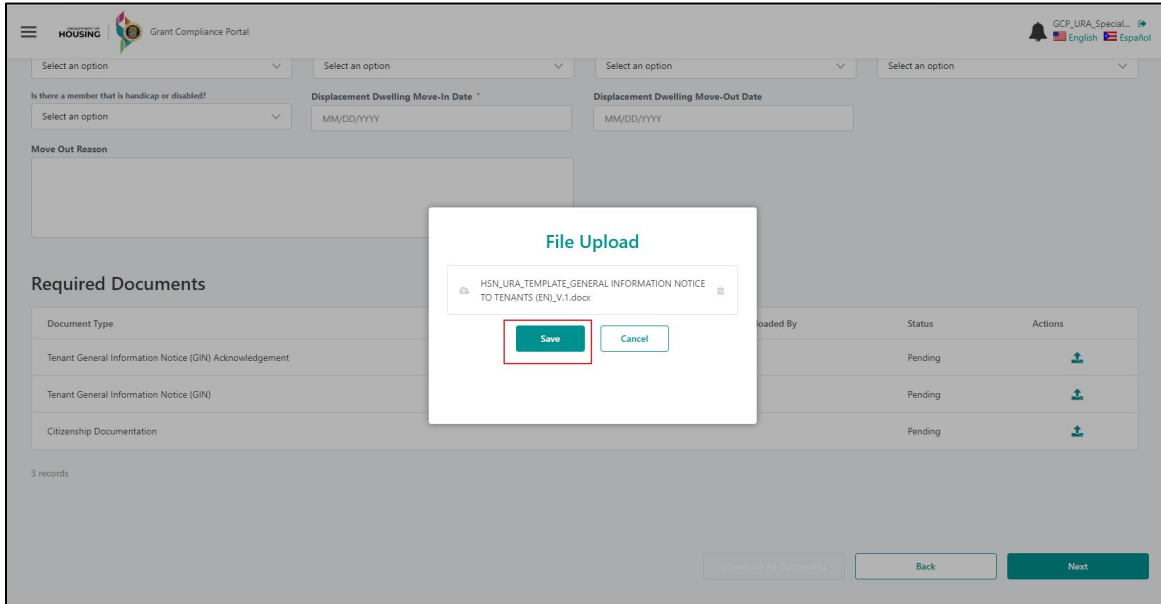 DEPARTMENT OF
HOUSING
Grant Compliance Portal
GCP_URA_Special...
English Español
Select an option Select an option Select an option Select an option
Is there a member that is handicap or disabled? Displacement Dwelling Move-In Date * Displacement Dwelling Move-Out Date
Select an option MM/DD/YYYY MM/DD/YYYY
Move Out Reason
File Upload
HSN_URA_TEMPLATE_GENERAL INFORMATION NOTICE
TO TENANTS (EN)_V.1.docx
Save Cancel
Required Documents
Document Type loaded By Status Actions
Tenant General Information Notice (GIN) Acknowledgement Pending
Tenant General Information Notice (GIN) Pending
Citizenship Documentation Pending
3 records
Download All Documents Back Next